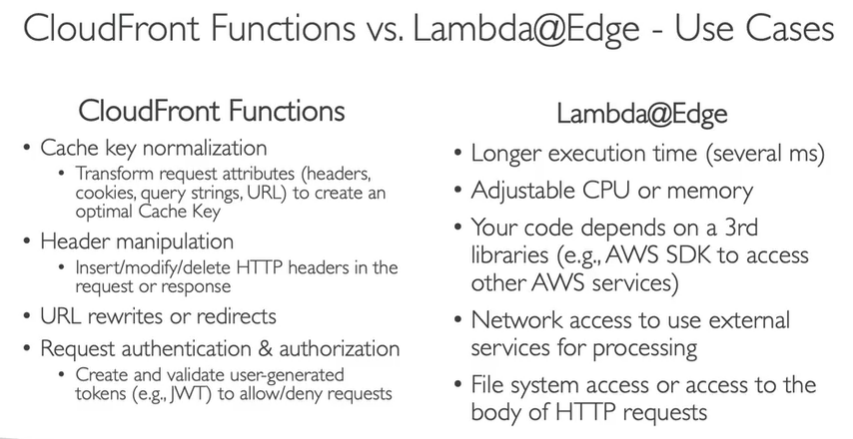 CloudFront Functions vs. Lambda@Edge - Use Cases
CloudFront Functions
• Cache key normalization
• Transform request attributes (headers,
cookies, query strings, URL) to create an
optimal Cache Key
• Header manipulation
• Insert/modify/delete HTTP headers in the
request or response
• URL rewrites or redirects
• Request authentication & authorization
• Create and validate user-generated
tokens (e.g., JWT) to allow/deny requests
Lambda@Edge
• Longer execution time (several ms)
• Adjustable CPU or memory
• Your code depends on a 3rd
libraries (e.g., AWS SDK to access
other AWS services)
• Network access to use external
services for processing
• File system access or access to the
body of HTTP requests